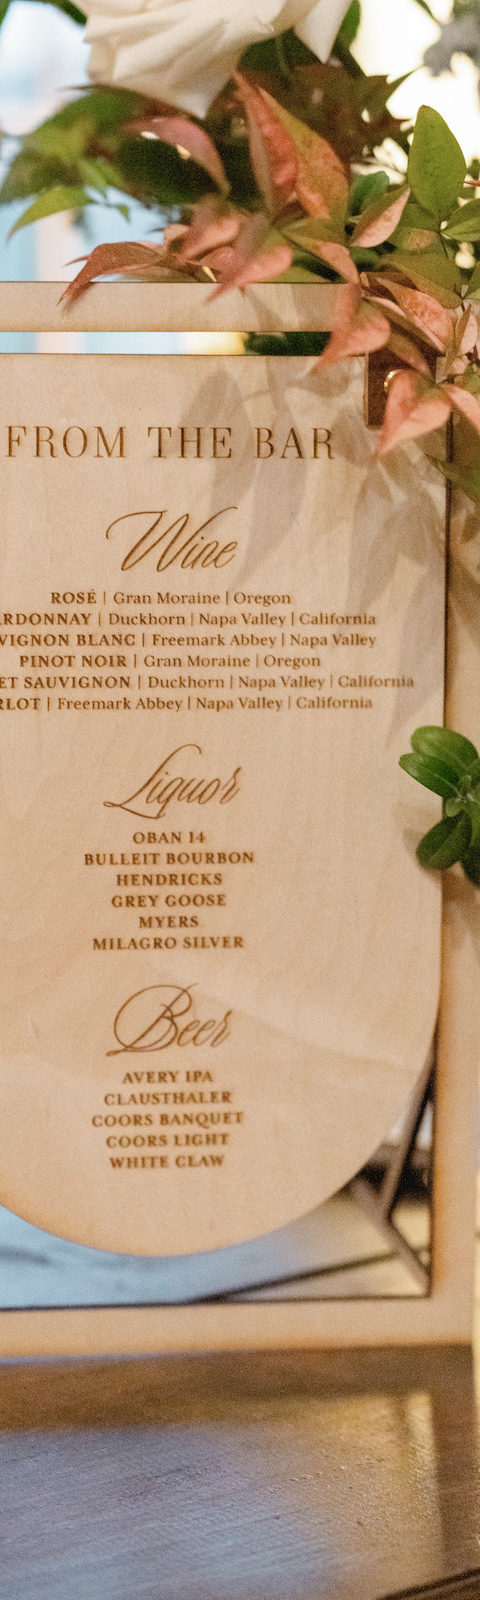 FROM THE BAR
Wine
ROSÉ | Gran Moraine | Oregon
RDONNAY | Duckhorn | Napa Valley | California
VIGNON BLANC | Freemark Abbey | Napa Valley
PINOT NOIR | Gran Moraine | Oregon
ET SAUVIGNON | Duckhorn | Napa Valley | California
RLOT | Freemark Abbey | Napa Valley | California
Liquor
OBAN 14
BULLEIT BOURBON
HENDRICKS
GREY GOOSE
MYERS
MILAGRO SILVER
Beer
AVERY IPA
CLAUSTHALER
COORS BANQUET
COORS LIGHT
WHITE CLAW